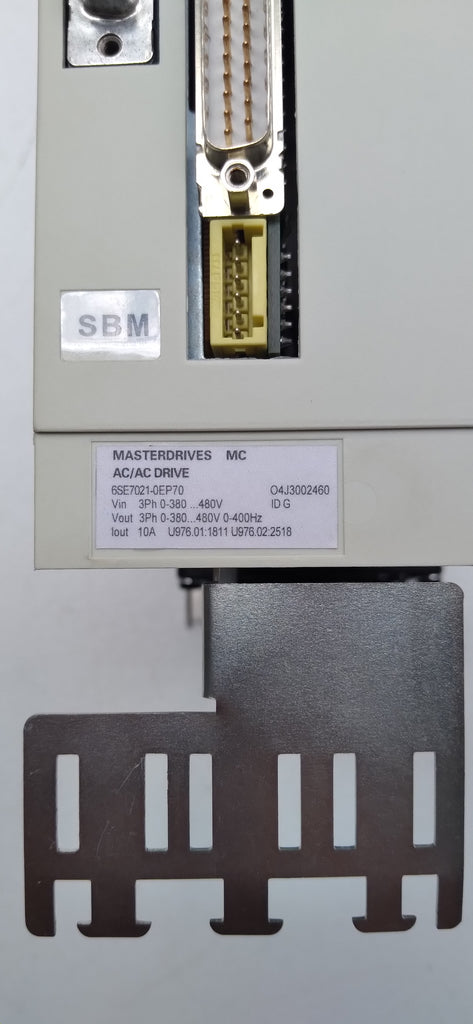 SBM
MASTERDRIVES MC
AC/AC DRIVE
6SE7021-0EP70 O4J3002460
Vin 3Ph 0-380 ...480V ID G
Vout 3Ph 0-380...480V 0-400Hz
Iout 10A U976.01:1811 U976.02:2518